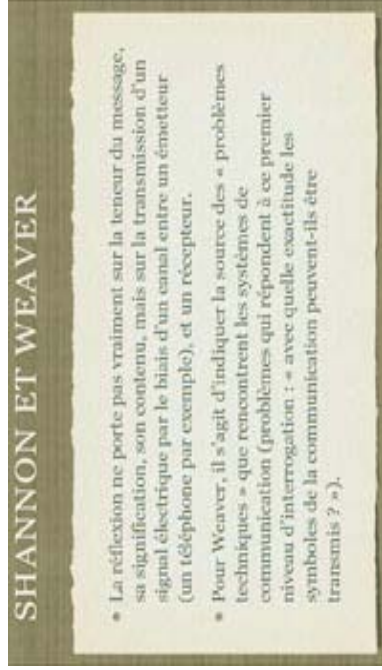 SHANNON ET WEAVER
• La réflexion ne porte pas vraiment sur la teneur du message,
sa signification, son contenu, mais sur la transmission d'un
signal électrique par le biais d'un canal entre un émetteur
(un téléphone par exemple), et un récepteur.
• Pour Weaver, il s'agit d'indiquer la source des « problèmes
techniques » que rencontrent les systèmes de
communication (problèmes qui répondent à ce premier
niveau d'interrogation : « avec quelle exactitude les
symboles de la communication peuvent-ils être
transmis ? »).